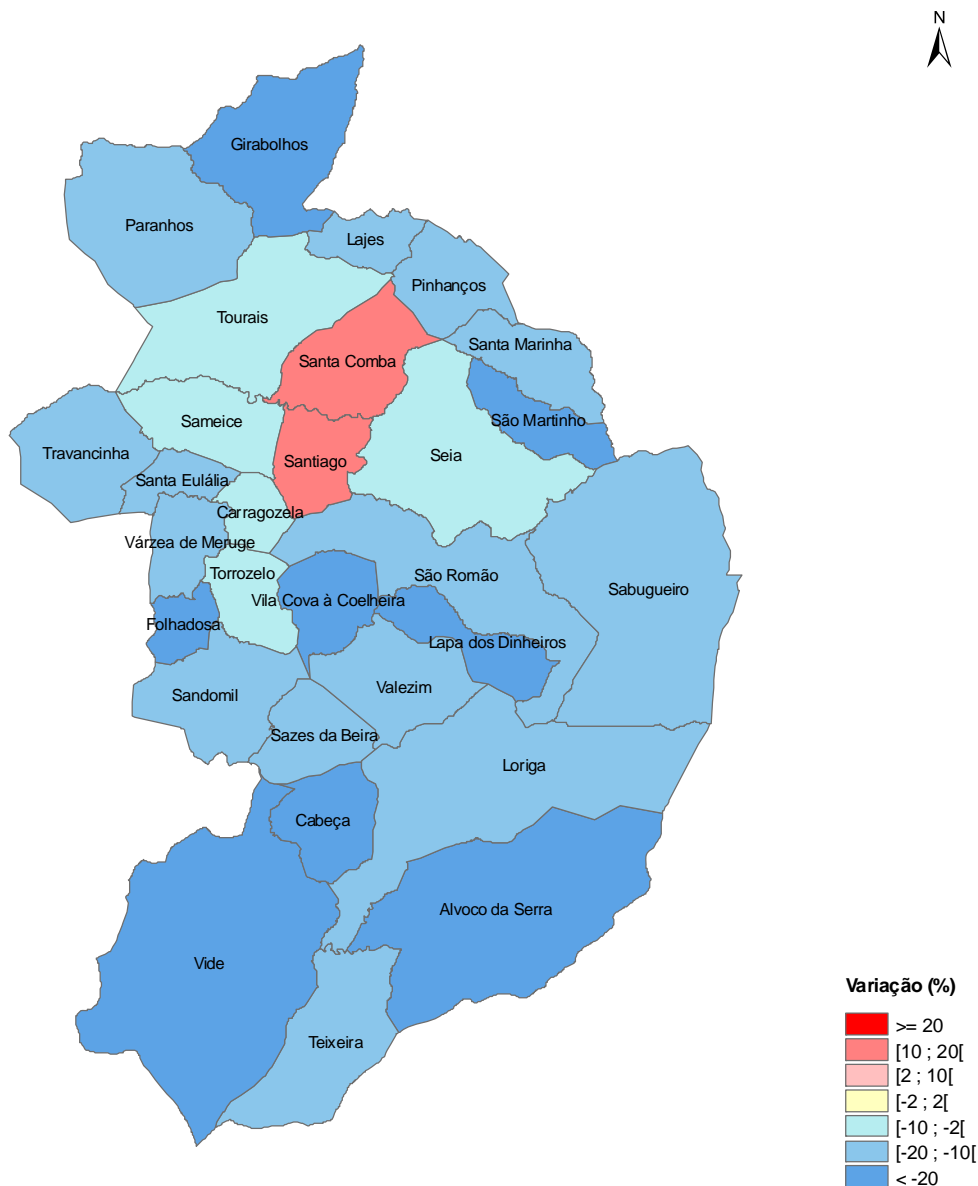 N
Girabolhos
Paranhos
Lajes
Pinhanços
Tourais
Santa Marinha
Santa Comba
Sameice
São Martinho
Travancinha
Santiago
Seia
Santa Eulália
Carragozela
Várzea de Meruge
Torrozelo
São Romão
Sabugueiro
Vila Cova à Coelheira
Folhadosa
Lapa dos Dinheiros
Valezim
Sandomil
Sazes da Beira
Loriga
Cabeça
Alvoco da Serra
Vide
Teixeira
Variação (%)
>= 20
[10 ; 20[
[2 ; 10[
[-2 ; 2[
[-10 ; -2[
[-20 ; -10[
< -20